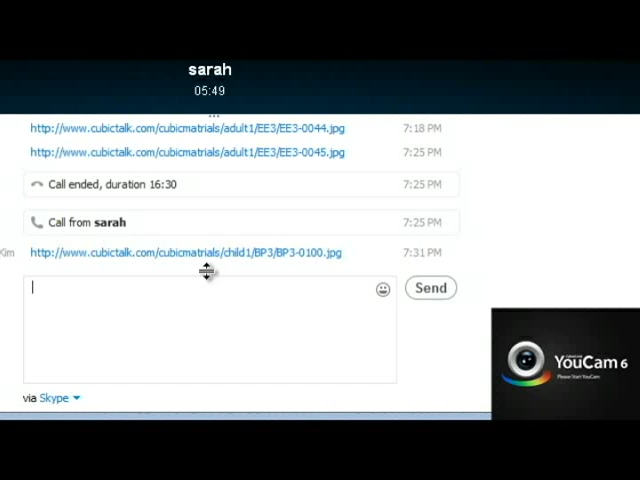 sarah
05:49
http://www.cubictalk.com/cubicmatrials/adult1/EE3/EE3-0044.jpg 7:18 PM
http://www.cubictalk.com/cubicmatrials/adult1/EE3/EE3-0045.jpg 7:25 PM
Call ended, duration 16:30 7:25 PM
Call from sarah 7:25 PM
Kim http://www.cubictalk.com/cubicmatrials/child1/BP3/BP3-0100.jpg 7:31 PM
Send
YouCam 6
Please Start YouCam
via Skype